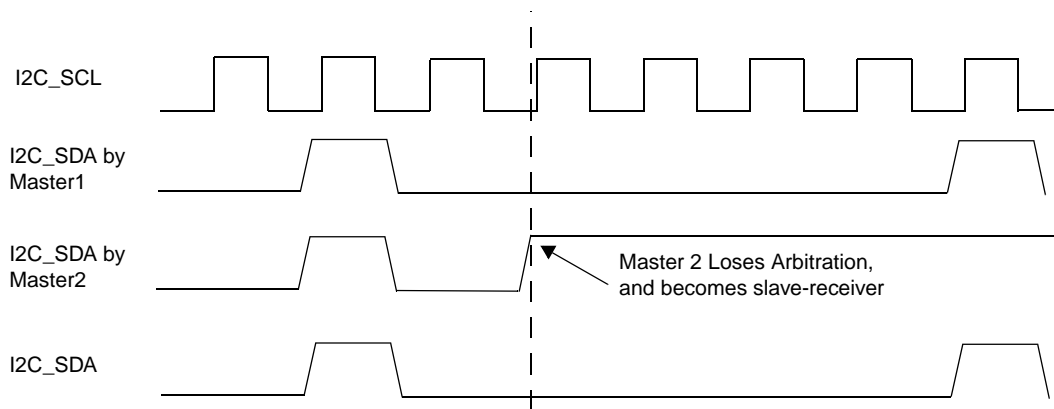 I2C_SCL
I2C_SDA by
Master1
I2C_SDA by
Master2
Master 2 Loses Arbitration,
and becomes slave-receiver
I2C_SDA